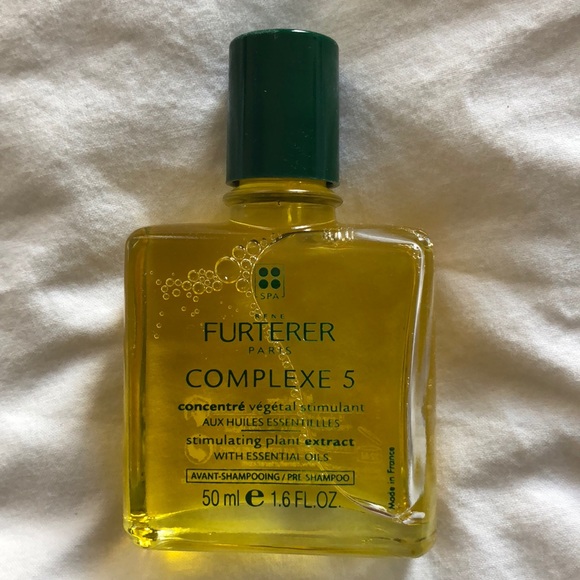 SPA
RENE
FURTERER
PARIS
COMPLEXE 5
concentré végétal stimulant
AUX HUILES ESSENTIELLES
stimulating plant extract
WITH ESSENTIAL OILS
AVANT-SHAMPOOING / PRE-SHAMPOO
50 ml e 1.6 FL.OZ.
Made in France